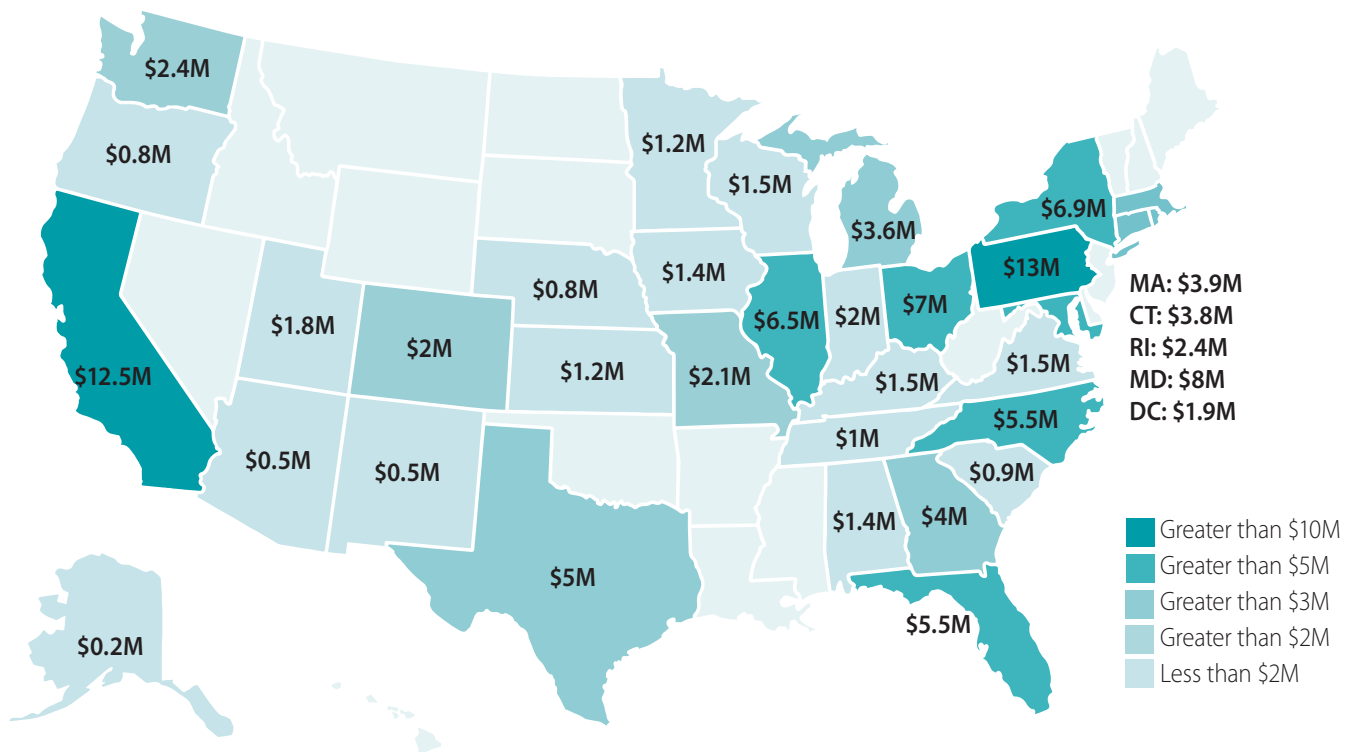 $2.4M
$0.8M
$12.5M
$1.8M
$2M
$0.5M
$0.5M
$0.8M
$1.2M
$5M
$1.2M
$1.5M
$1.4M
$2.1M
$6.5M
$3.6M
$2M
$7M
$1.5M
$1M
$1.4M
$4M
$0.9M
$5.5M
$1.5M
$13M
$6.9M
$5.5M
$0.2M
MA: $3.9M
CT: $3.8M
RI: $2.4M
MD: $8M
DC: $1.9M
Greater than $10M
Greater than $5M
Greater than $3M
Greater than $2M
Less than $2M